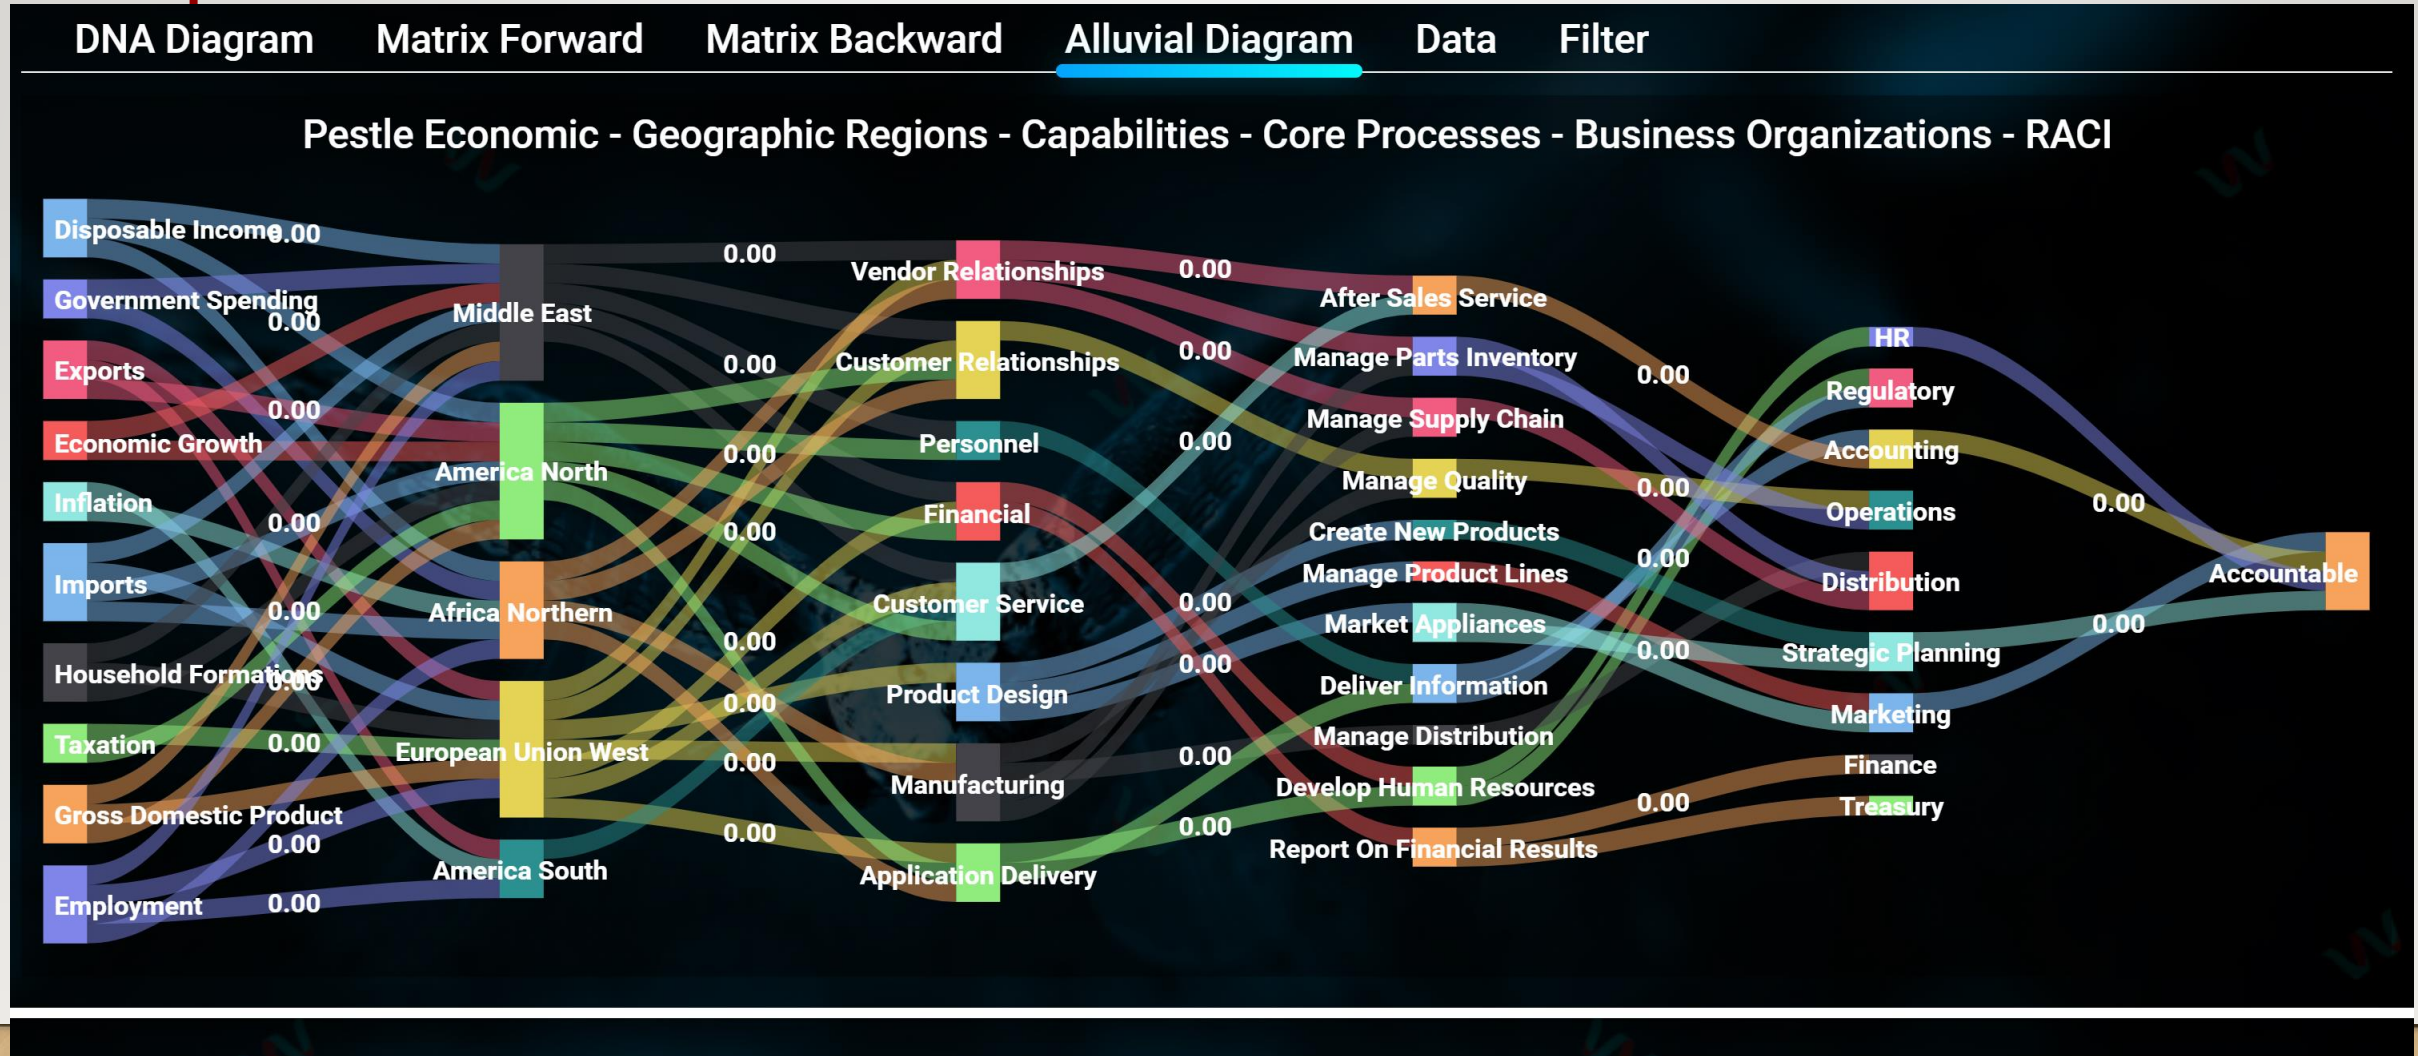 DNA Diagram Matrix Forward Matrix Backward Alluvial Diagram Data Filter
Pestle Economic - Geographic Regions - Capabilities - Core Processes - Business Organizations - RACI
Disposable Income
0.00
Government Spending
0.00
Exports
0.00
Economic Growth
Inflation
0.00
Imports
0.00
Household Formations
0.00
Taxation
0.00
Gross Domestic Product
0.00
Employment
0.00
Middle East
America North
Africa Northern
European Union West
America South
0.00
0.00
0.00
0.00
0.00
0.00
0.00
0.00
Vendor Relationships
Customer Relationships
Personnel
Financial
Customer Service
Product Design
Manufacturing
Application Delivery
0.00
0.00
0.00
0.00
0.00
0.00
0.00
After Sales Service
Manage Parts Inventory
Manage Supply Chain
Manage Quality
Create New Products
Manage Product Lines
Market Appliances
Deliver Information
Manage Distribution
Develop Human Resources
Report On Financial Results
0.00
0.00
0.00
0.00
0.00
HR
Regulatory
Accounting
Operations
Distribution
Strategic Planning
Marketing
Finance
Treasury
0.00
0.00
Accountable